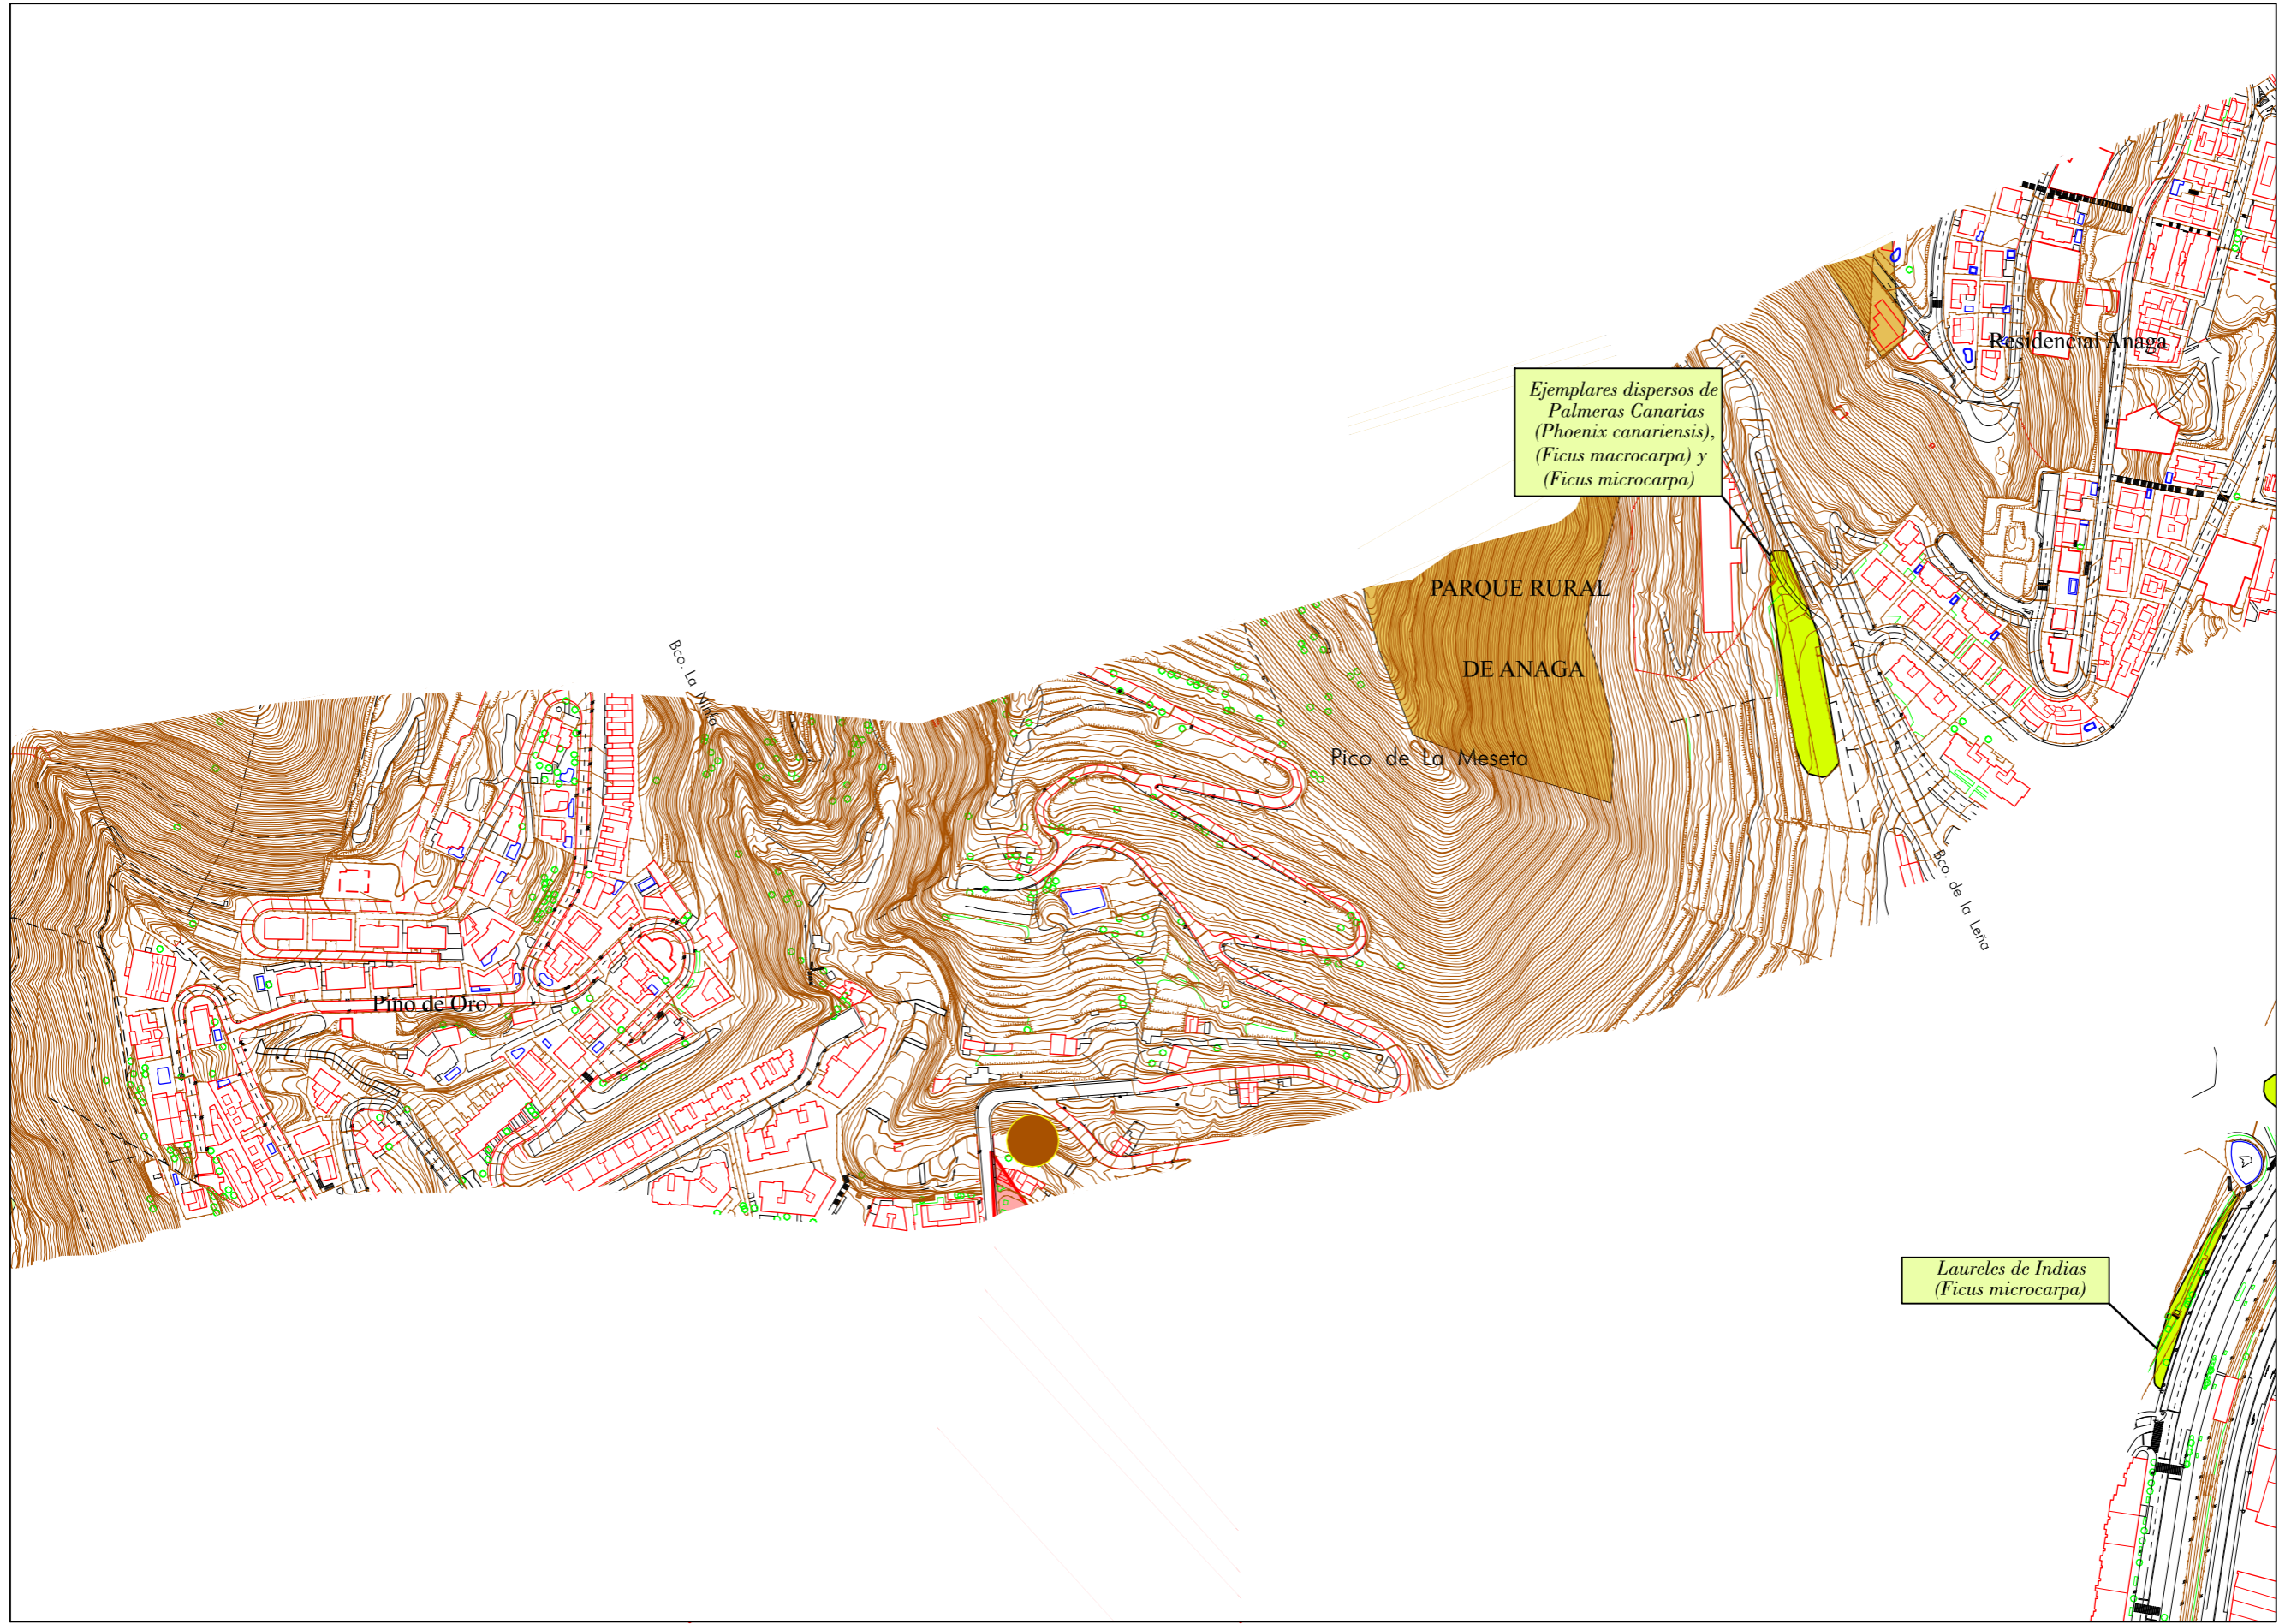 Residencial Anaga
Ejemplares dispersos de
Palmeras Canarias
(Phoenix canariensis),
(Ficus macrocarpa) y
(Ficus microcarpa)
PARQUE RURAL
DE ANAGA
Bco. La Ninfa
Pico de La Meseta
Bco. de la Leña
Pino de Oro
Laureles de Indias
(Ficus microcarpa)